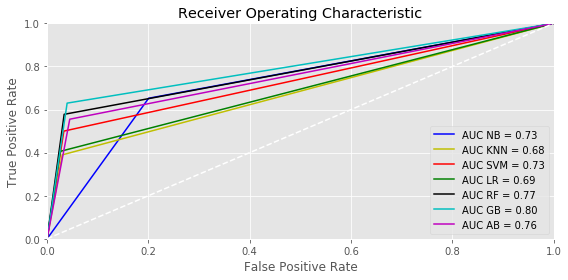 Receiver Operating Characteristic
True Positive Rate
1.0
0.8
0.6
0.4
0.2
0.0
AUC NB = 0.73
AUC KNN = 0.68
AUC SVM = 0.73
AUC LR = 0.69
AUC RF = 0.77
AUC GB = 0.80
AUC AB = 0.76
0.0 0.2 0.4 0.6 0.8 1.0
False Positive Rate